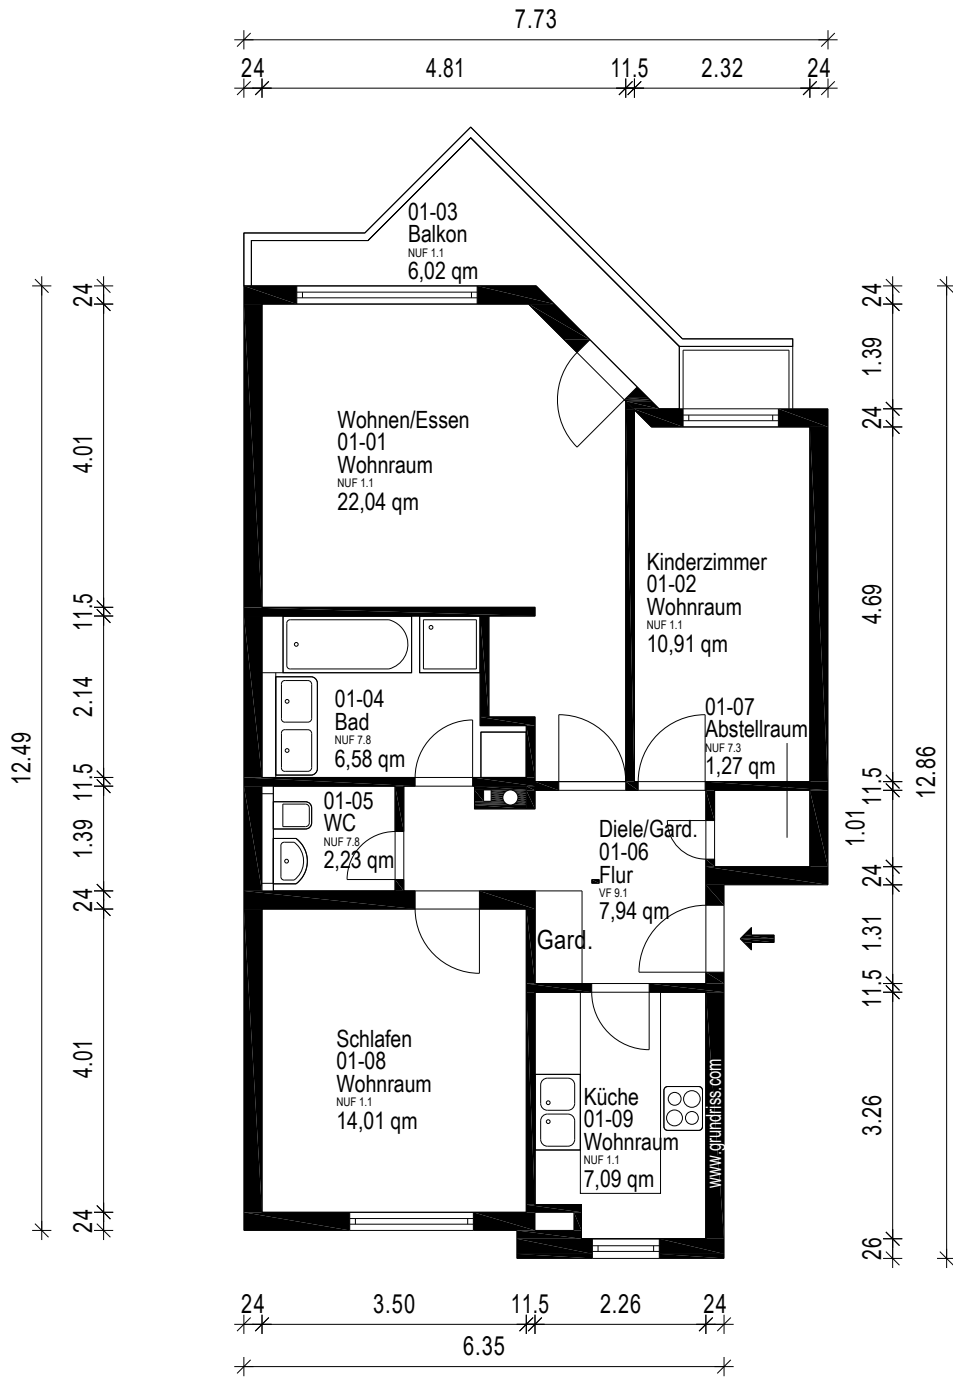 7.73
24 4.81 11.5 2.32 24
01-03
Balkon
NUF 1.1
6,02 qm
24
4.01
11.5
2.14
11.5
1.39
24
4.01
24
12.49
24
1.39
24
4.69
11.5
1.01
24
1.31
11.5
3.26
26
12.86
Wohnen/Essen
01-01
Wohnraum
NUF 1.1
22,04 qm
Kinderzimmer
01-02
Wohnraum
NUF 1.1
10,91 qm
01-04
Bad
NUF 7.8
6,58 qm
01-07
Abstellraum
NUF 7.3
1,27 qm
01-05
WC
NUF 7.8
2,23 qm
Diele/Gard.
01-06
Flur
VF 9.1
7,94 qm
Gard.
Schlafen
01-08
Wohnraum
NUF 1.1
14,01 qm
Küche
01-09
Wohnraum
NUF 1.1
7,09 qm
www.grundriss.com
24 3.50 11.5 2.26 24
6.35